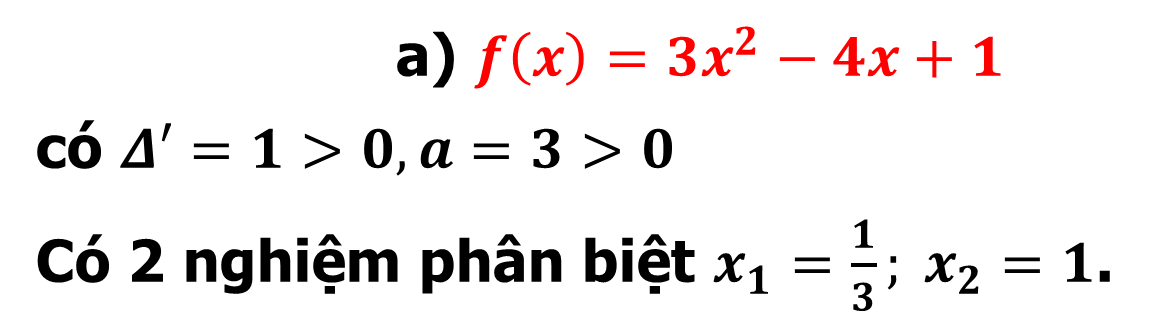 a) f(x) = 3x² − 4x + 1
có Δ′ = 1 > 0, a = 3 > 0
Có 2 nghiệm phân biệt x₁ = 1/3; x₂ = 1.